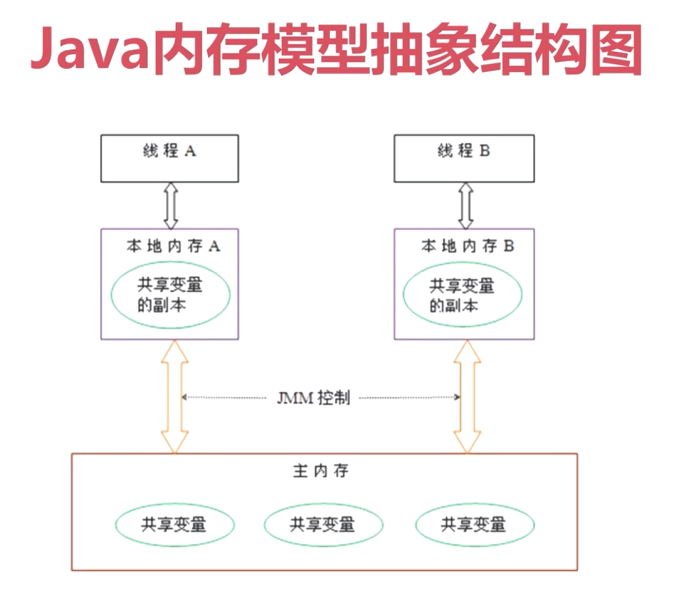 Java内存模型抽象结构图
线程 A
线程 B
本地内存 A
本地内存 B
共享变量
的副本
共享变量
的副本
JMM 控制
主内存
共享变量
共享变量
共享变量